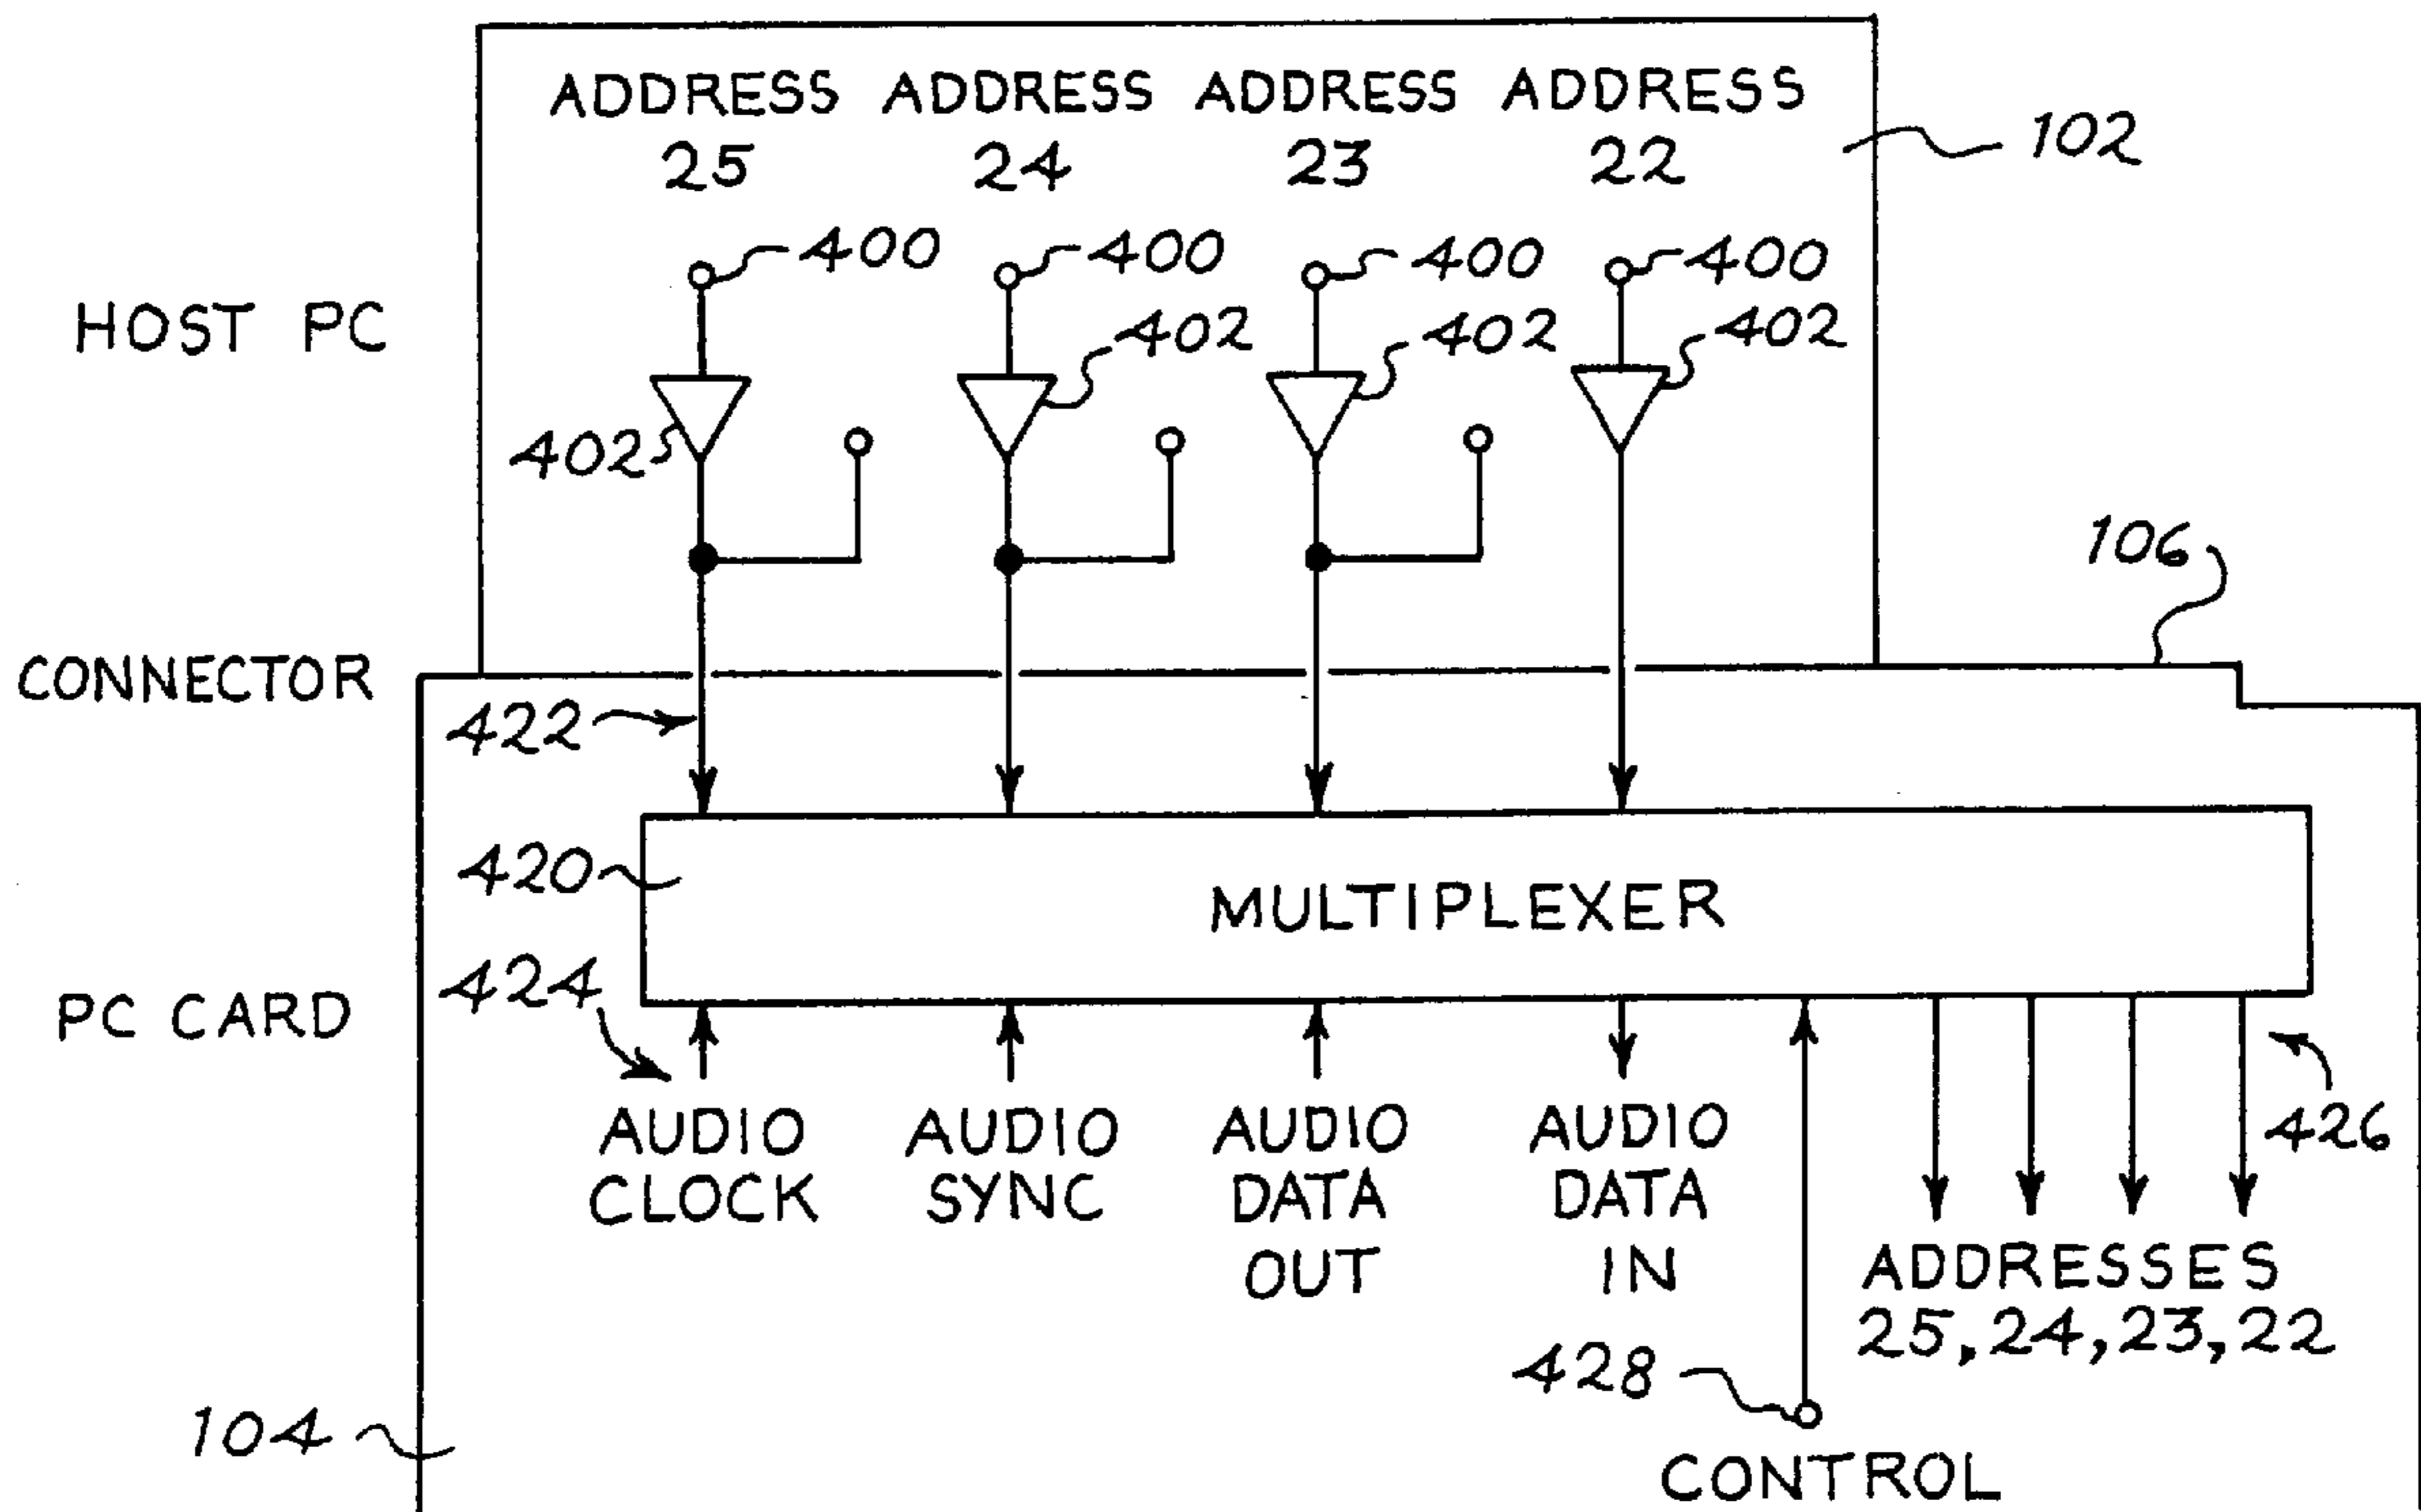 ADDRESS ADDRESS ADDRESS ADDRESS
25 24 23 22
102
400 400 400 400
HOST PC
402 402 402
402
106
CONNECTOR
422
420
MULTIPLEXER
424
PC CARD
AUDIO CLOCK
AUDIO SYNC
AUDIO DATA OUT
AUDIO DATA IN
426
ADDRESSES
25, 24, 23, 22
428
104
CONTROL